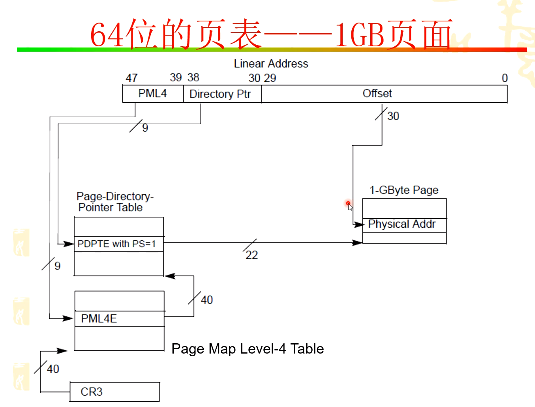 64位的页表——1GB页面
Linear Address
47 39 38 30 29 0
PML4 Directory Ptr Offset
9 30
Page-Directory-
Pointer Table
1-GByte Page
Physical Addr
PDPTE with PS=1
22
9
40
PML4E
Page Map Level-4 Table
40
CR3